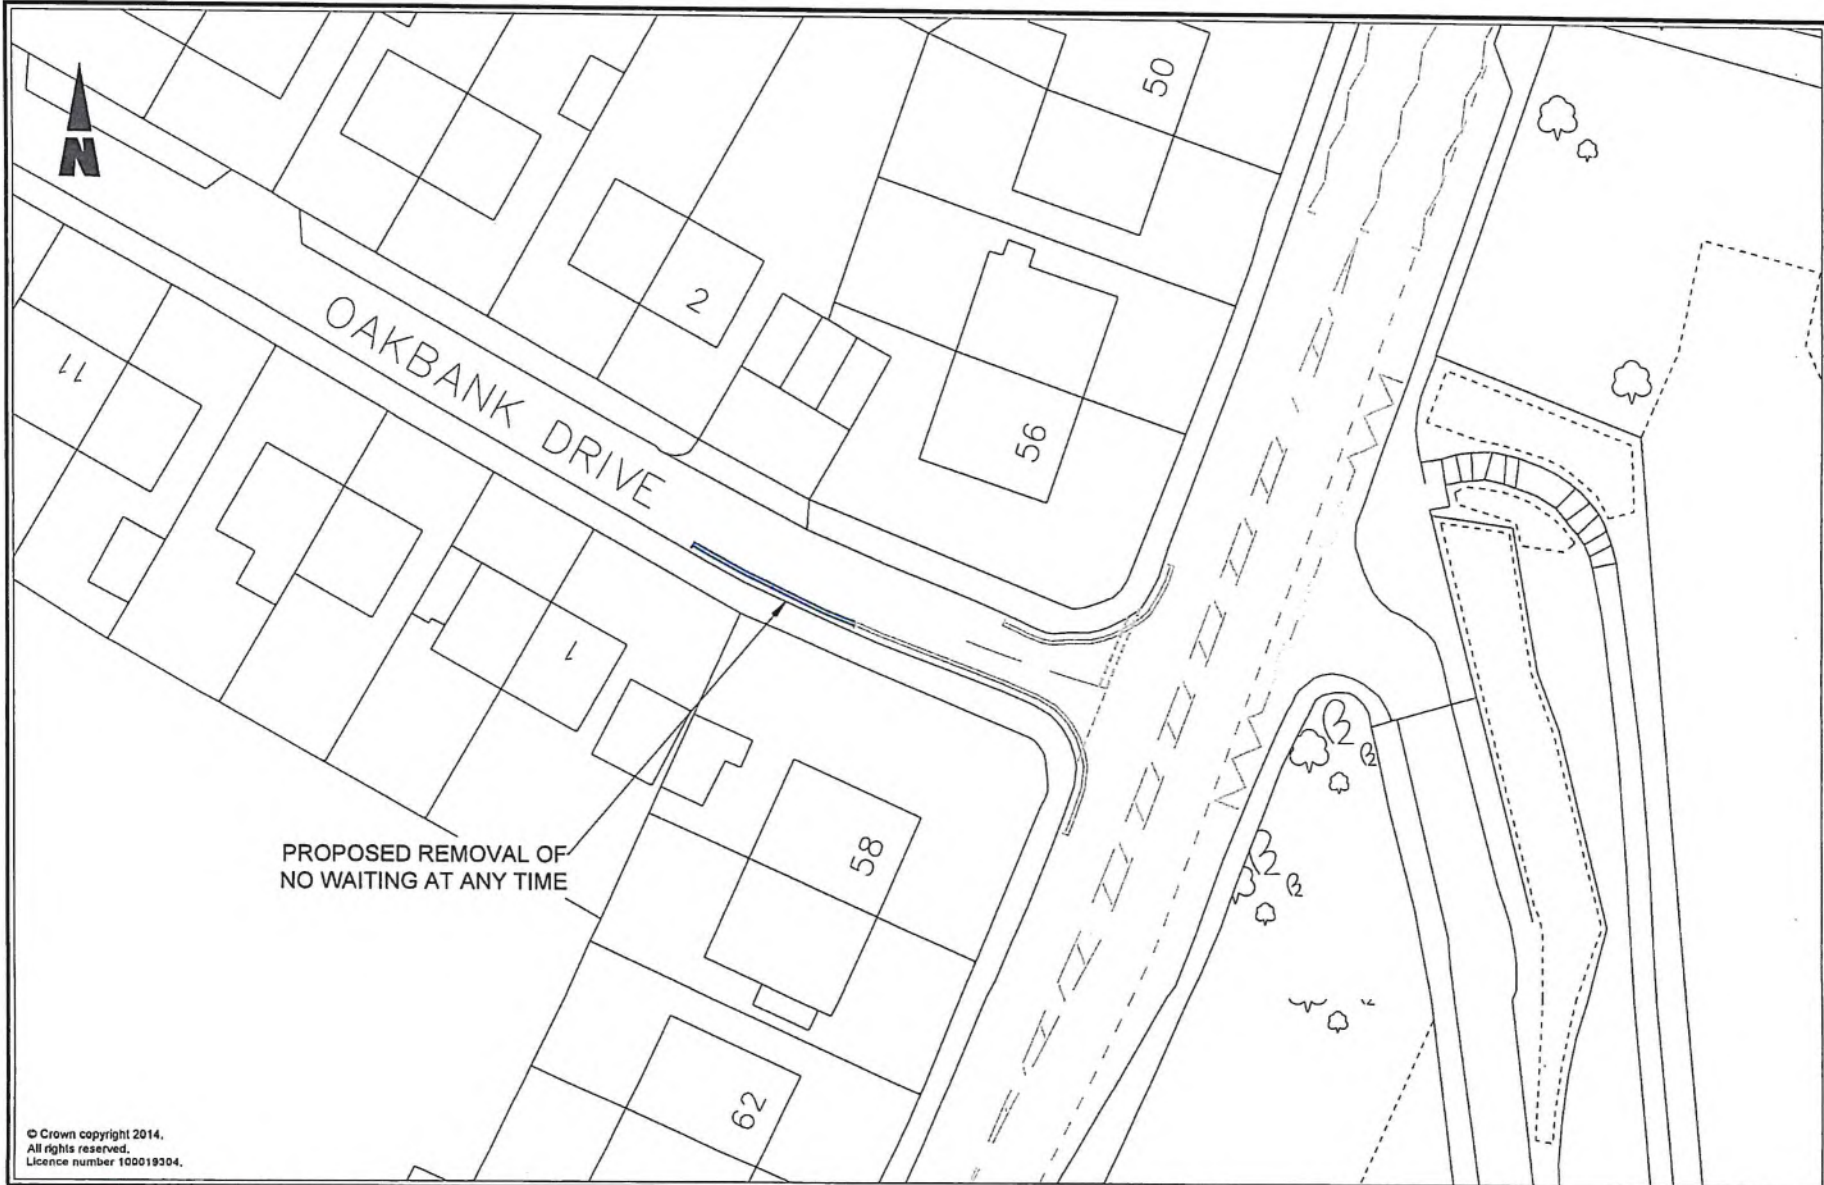 N
50
2
OAKBANK DRIVE
11
56
1
58
PROPOSED REMOVAL OF
NO WAITING AT ANY TIME
62
© Crown copyright 2014.
All rights reserved.
Licence number 100019304.